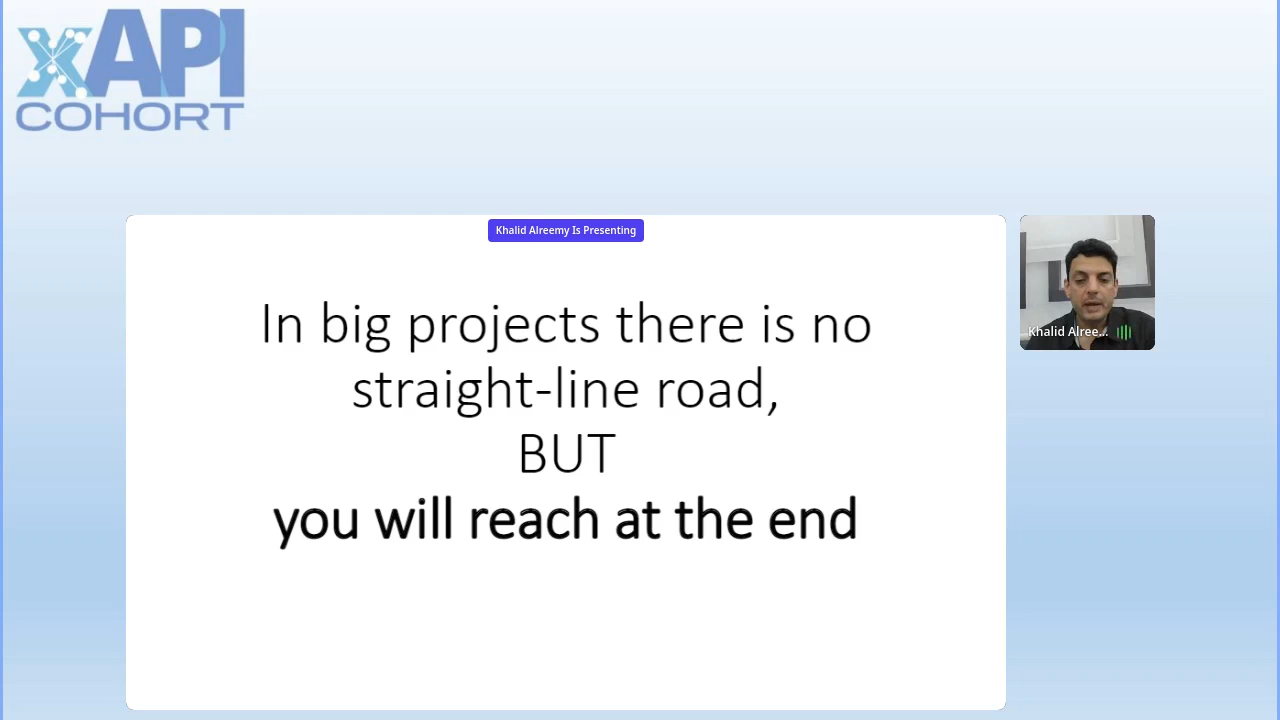 xAPI
COHORT
Khalid Alreemy Is Presenting
In big projects there is no
straight-line road,
BUT
you will reach at the end
Khalid Alree...